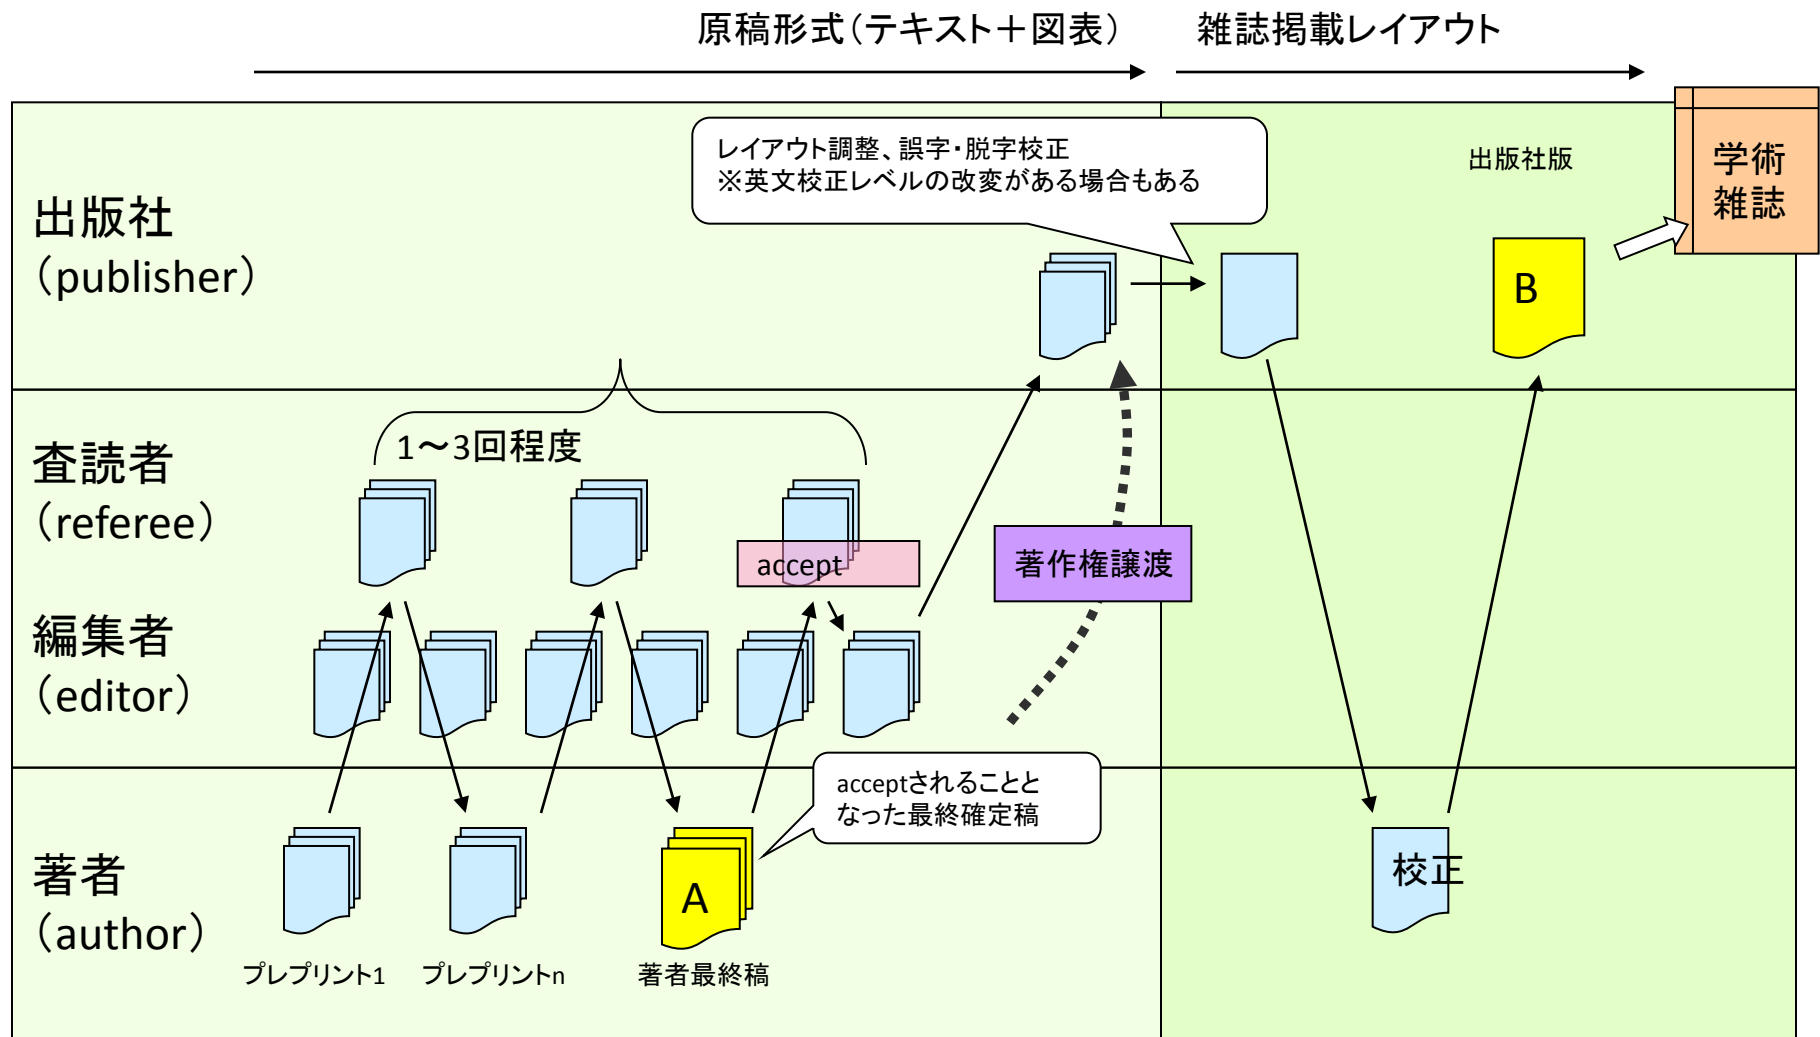 原稿形式（テキスト＋図表）
雑誌掲載レイアウト
レイアウト調整、誤字・脱字校正
※英文校正レベルの改変がある場合もある
出版社版
学術
雑誌
出版社
（publisher）
B
1～3回程度
査読者
（referee）
accept
著作権譲渡
編集者
（editor）
acceptされることと
なった最終確定稿
著者
（author）
A
校正
プレプリント1
プレプリントn
著者最終稿